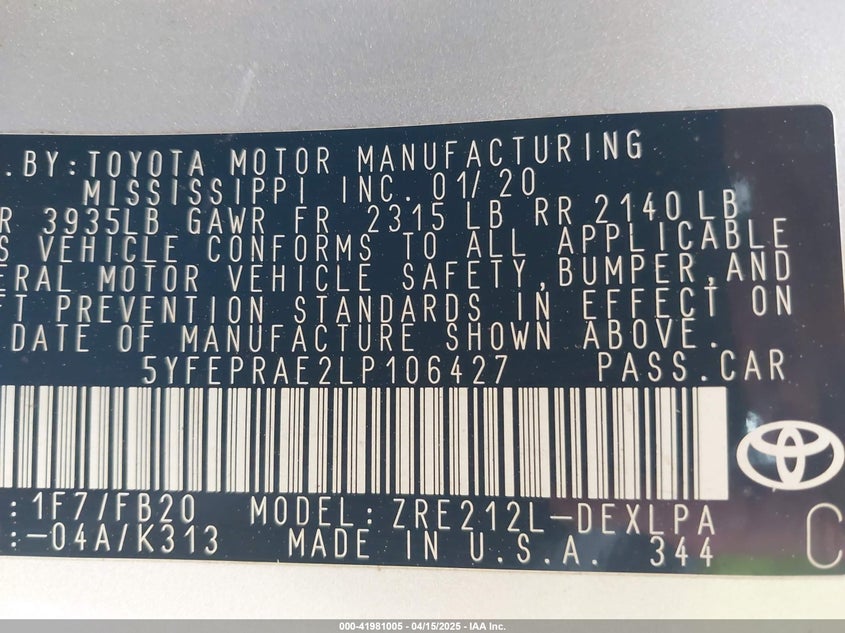 . BY: TOYOTA MOTOR MANUFACTURING
MISSISSIPPI INC. 01/20
R 3935LB GAWR FR 2315 LB RR 2140 LB
S VEHICLE CONFORMS TO ALL APPLICABLE
ERAL MOTOR VEHICLE SAFETY, BUMPER, AND
FT PREVENTION STANDARDS IN EFFECT ON
DATE OF MANUFACTURE SHOWN ABOVE.
5YFEPRAE2LP106427 PASS. CAR
: 1F7/FB20 MODEL: ZRE212L-DEXLPA
: -04A/K313 MADE IN U.S.A. 344 C
000-41981005 - 04/15/2025 - IAA Inc.